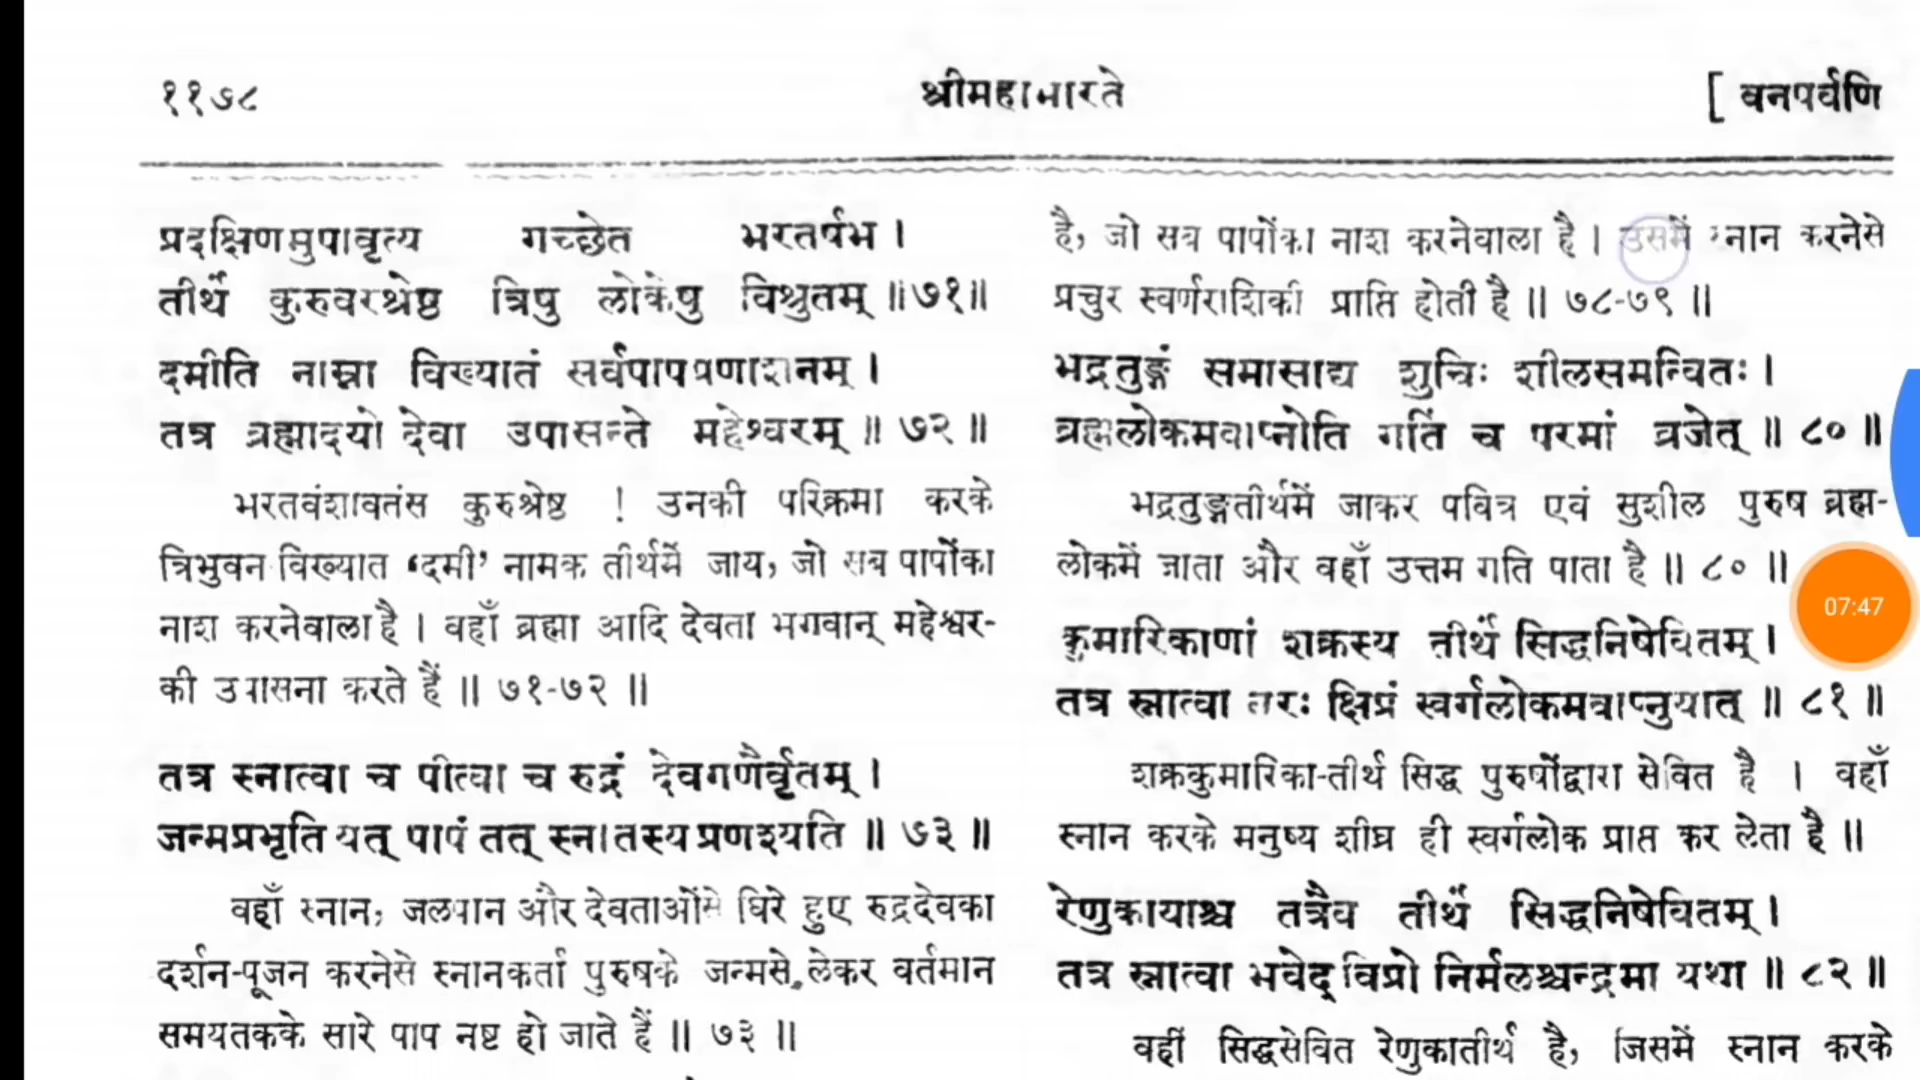 ११७८ श्रीमहाभारते [ वनपर्वणि
प्रदक्षिणमुपावृत्य गच्छेत भरतर्षभ ।
तीर्थं कुरुवरश्रेष्ठ त्रिषु लोकेषु विश्रुतम् ॥ ७१ ॥
दमीति नाम्ना विख्यातं सर्वपापप्रणाशनम् ।
तत्र ब्रह्मादयो देवा उपासन्ते महेश्वरम् ॥ ७२ ॥
भरतवंशावतंस कुरुश्रेष्ठ ! उनकी परिक्रमा करके
त्रिभुवन-विख्यात ‘दमी’ नामक तीर्थमें जाय, जो सब पापोंका
नाश करनेवाला है । वहाँ ब्रह्मा आदि देवता भगवान् महेश्वर-
की उपासना करते हैं ॥ ७१-७२ ॥
तत्र स्नात्वा च पीत्वा च रुद्रं देवगणैर्वृतम् ।
जन्मप्रभृति यत् पापं तत् स्नातस्य प्रणश्यति ॥ ७३ ॥
वहाँ स्नान, जलपान और देवताओंसे घिरे हुए रुद्रदेवका
दर्शन-पूजन करनेसे स्नानकर्ता पुरुषके जन्मसे लेकर वर्तमान
समयतकके सारे पाप नष्ट हो जाते हैं ॥ ७३ ॥
है, जो सब पापोंका नाश करनेवाला है । उसमें स्नान करनेसे
प्रचुर स्वर्णराशिकी प्राप्ति होती है ॥ ७८-७९ ॥
भद्रतुङ्गं समासाद्य शुचिः शीलसमन्वितः ।
ब्रह्मलोकमवाप्नोति गतिं च परमां व्रजेत् ॥ ८० ॥
भद्रतुङ्गतीर्थमें जाकर पवित्र एवं सुशील पुरुष ब्रह्म-
लोकमें जाता और वहाँ उत्तम गति पाता है ॥ ८० ॥
कुमारिकाणां शक्रस्य तीर्थं सिद्धनिषेवितम् ।
तत्र स्नात्वा नरः क्षिप्रं स्वर्गलोकमवाप्नुयात् ॥ ८१ ॥
शक्रकुमारिका-तीर्थ सिद्ध पुरुषोंद्वारा सेवित है । वहाँ
स्नान करके मनुष्य शीघ्र ही स्वर्गलोक प्राप्त कर लेता है ॥
रेणुकायाश्च तत्रैव तीर्थं सिद्धनिषेवितम् ।
तत्र स्नात्वा भवेद् विप्रो निर्मलश्चन्द्रमा यथा ॥ ८२ ॥
वहीं सिद्धसेवित रेणुकातीर्थ है, जिसमें स्नान करके
07:47